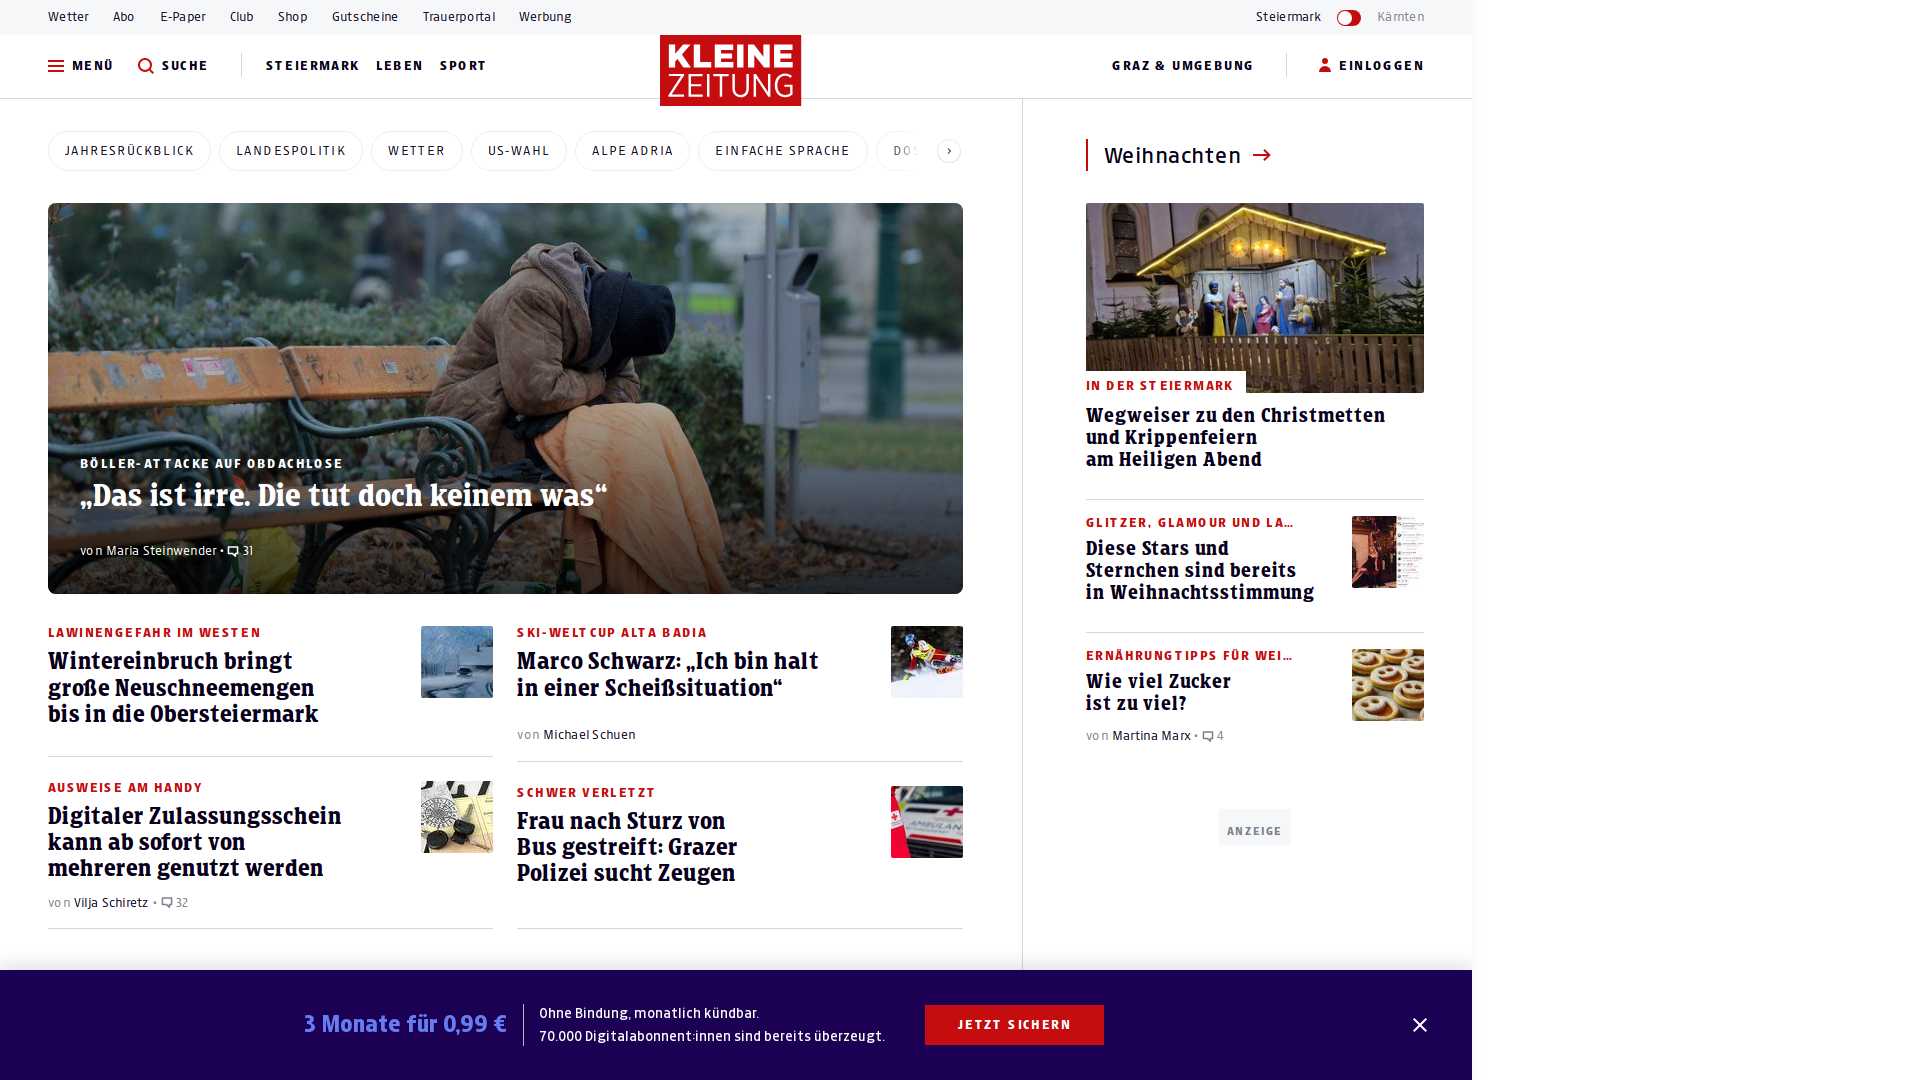 Wetter Abo E-Paper Club Shop Gutscheine Trauerportal Werbung Steiermark Kärnten
MENÜ SUCHE STEIERMARK LEBEN SPORT KLEINE ZEITUNG GRAZ & UMGEBUNG EINLOGGEN
JAHRESRÜCKBLICK LANDESPOLITIK WETTER US-WAHL ALPE ADRIA EINFACHE SPRACHE
BÖLLER-ATTACKE AUF OBDACHLOSE
„Das ist irre. Die tut doch keinem was“
von Maria Steinwender • 31
LAWINENGEFAHR IM WESTEN
Wintereinbruch bringt
große Neuschneemengen
bis in die Obersteiermark
SKI-WELTCUP ALTA BADIA
Marco Schwarz: „Ich bin halt
in einer Scheißsituation“
von Michael Schuen
AUSWEISE AM HANDY
Digitaler Zulassungsschein
kann ab sofort von
mehreren genutzt werden
von Vilja Schiretz • 32
SCHWER VERLETZT
Frau nach Sturz von
Bus gestreift: Grazer
Polizei sucht Zeugen
Weihnachten
IN DER STEIERMARK
Wegweiser zu den Christmetten
und Krippenfeiern
am Heiligen Abend
GLITZER, GLAMOUR UND LA…
Diese Stars und
Sternchen sind bereits
in Weihnachtsstimmung
ERNÄHRUNGTIPPS FÜR WEI…
Wie viel Zucker
ist zu viel?
von Martina Marx • 4
ANZEIGE
3 Monate für 0,99 €
Ohne Bindung, monatlich kündbar.
70.000 Digitalabonnent:innen sind bereits überzeugt.
JETZT SICHERN